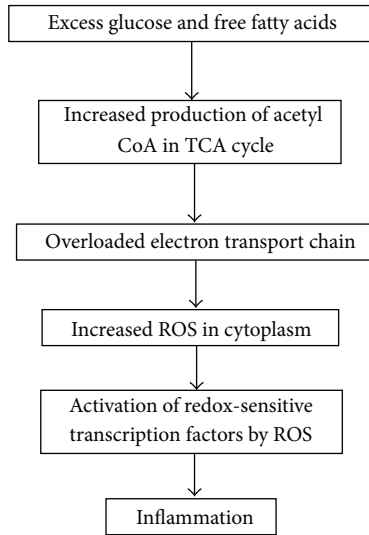 Excess glucose and free fatty acids
Increased production of acetyl
CoA in TCA cycle
Overloaded electron transport chain
Increased ROS in cytoplasm
Activation of redox-sensitive
transcription factors by ROS
Inflammation